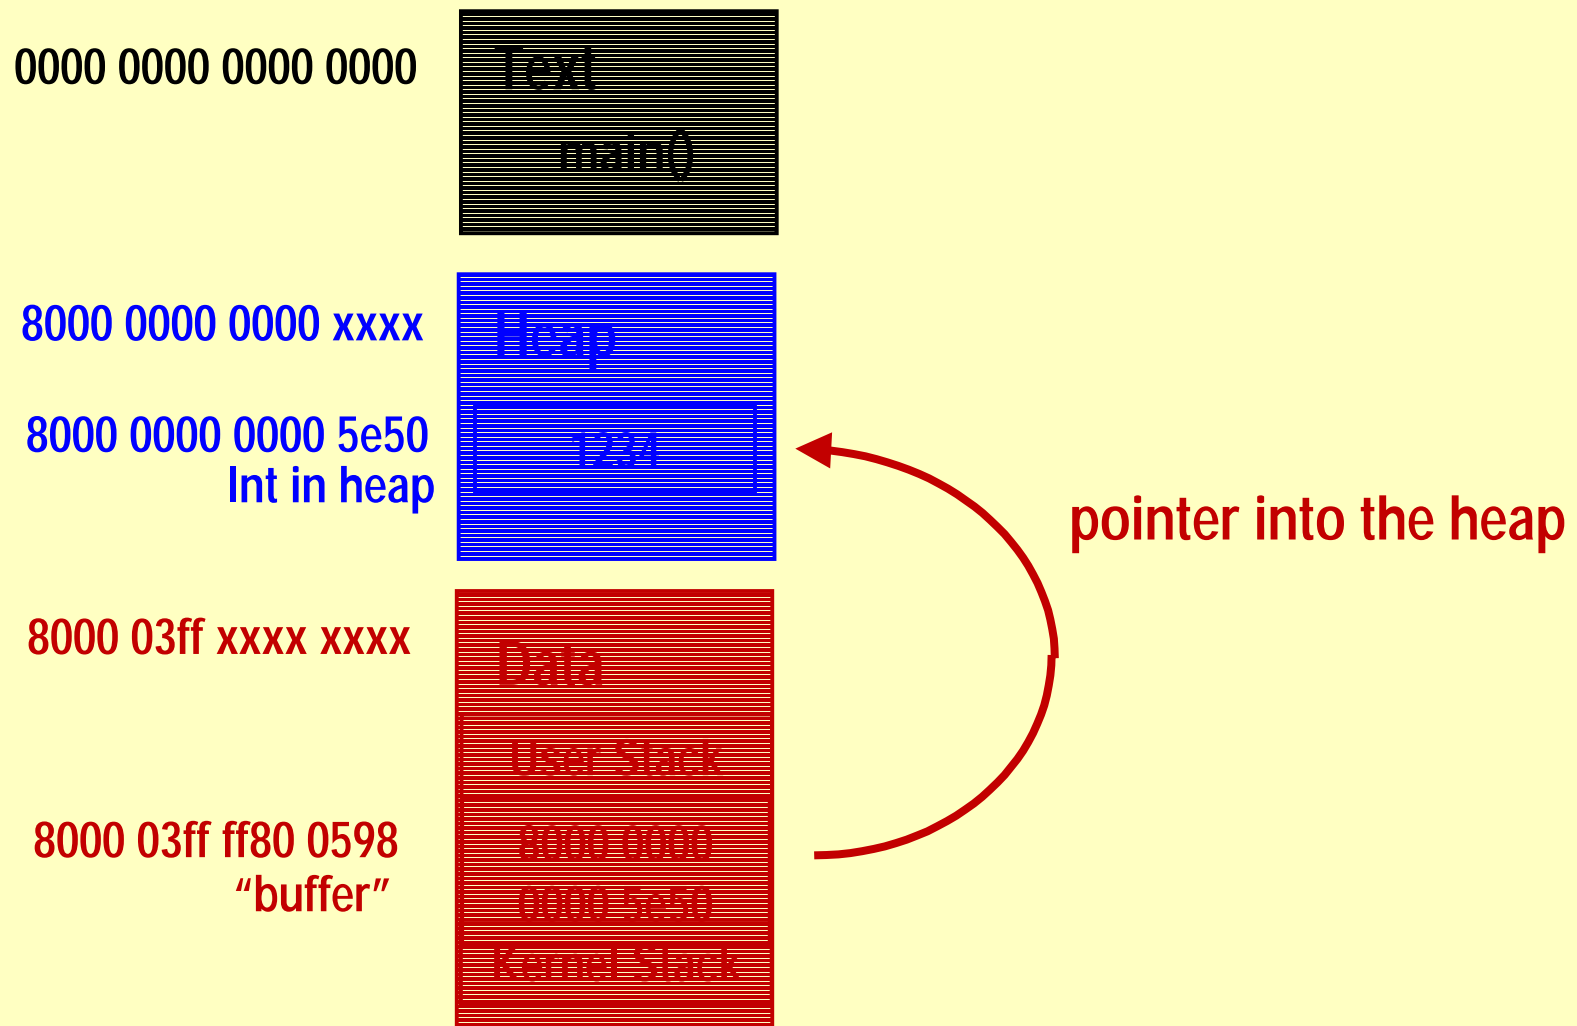 0000 0000 0000 0000
Text
main()
8000 0000 0000 xxxx
Heap
8000 0000 0000 5e50
Int in heap
1234
pointer into the heap
8000 03ff xxxx xxxx
Data
User Stack
8000 03ff ff80 0598
“buffer”
8000 0000
0000 5e50
Kernel Stack